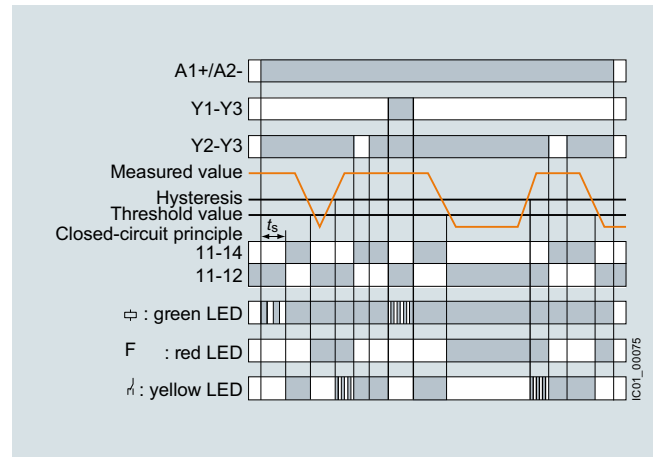 A1+/A2-
Y1-Y3
Y2-Y3
Measured value
Hysteresis
Threshold value
Closed-circuit principle
ts
11-14
11-12
: green LED
F : red LED
: yellow LED
IC01_00075